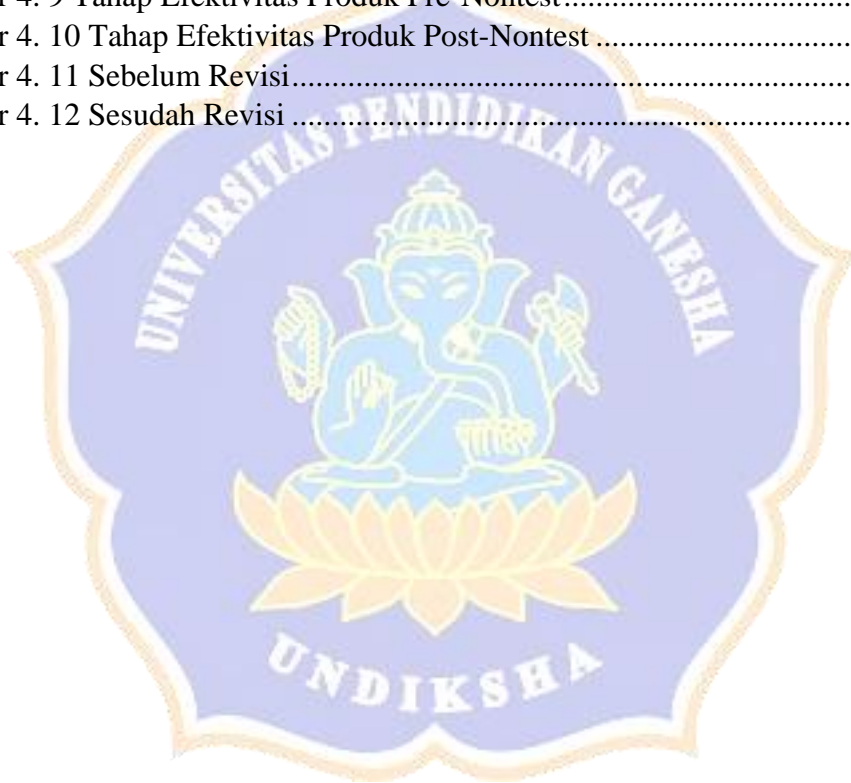 r 4. 9 Tahap Efektivitas Produk Pre-Nontest..........................................
r 4. 10 Tahap Efektivitas Produk Post-Nontest ......................................
r 4. 11 Sebelum Revisi...............................................................................
r 4. 12 Sesudah Revisi ..............................................................................
UNIVERSITAS PENDIDIKAN GANESHA
UNDIKSHA